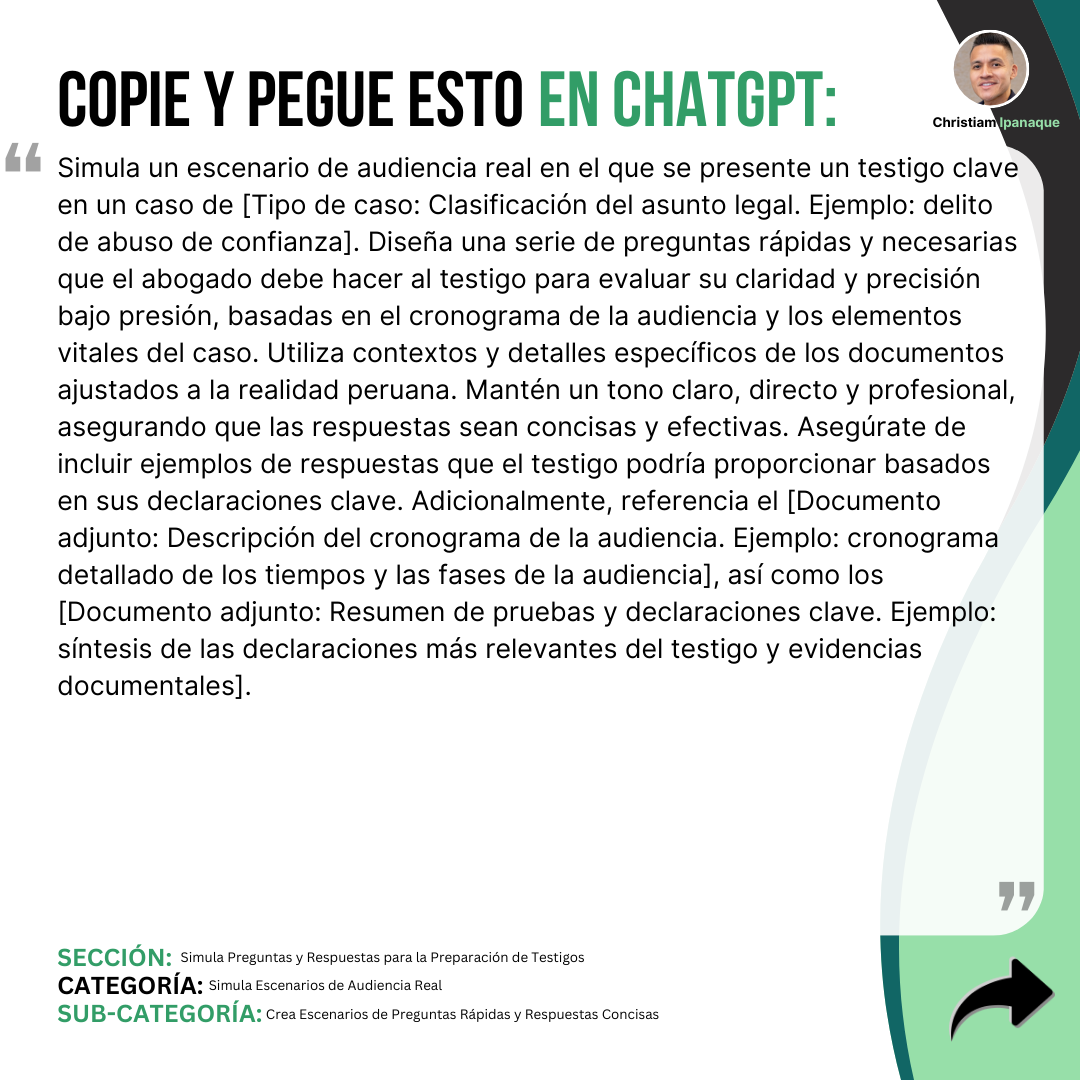 COPIE Y PEGUE ESTO EN CHATGPT:
Christiam Ipanaque
“
Simula un escenario de audiencia real en el que se presente un testigo clave
en un caso de [Tipo de caso: Clasificación del asunto legal. Ejemplo: delito
de abuso de confianza]. Diseña una serie de preguntas rápidas y necesarias
que el abogado debe hacer al testigo para evaluar su claridad y precisión
bajo presión, basadas en el cronograma de la audiencia y los elementos
vitales del caso. Utiliza contextos y detalles específicos de los documentos
ajustados a la realidad peruana. Mantén un tono claro, directo y profesional,
asegurando que las respuestas sean concisas y efectivas. Asegúrate de
incluir ejemplos de respuestas que el testigo podría proporcionar basados
en sus declaraciones clave. Adicionalmente, referencia el [Documento
adjunto: Descripción del cronograma de la audiencia. Ejemplo: cronograma
detallado de los tiempos y las fases de la audiencia], así como los
[Documento adjunto: Resumen de pruebas y declaraciones clave. Ejemplo:
síntesis de las declaraciones más relevantes del testigo y evidencias
documentales].
”
SECCIÓN: Simula Preguntas y Respuestas para la Preparación de Testigos
CATEGORÍA: Simula Escenarios de Audiencia Real
SUB-CATEGORÍA: Crea Escenarios de Preguntas Rápidas y Respuestas Concisas